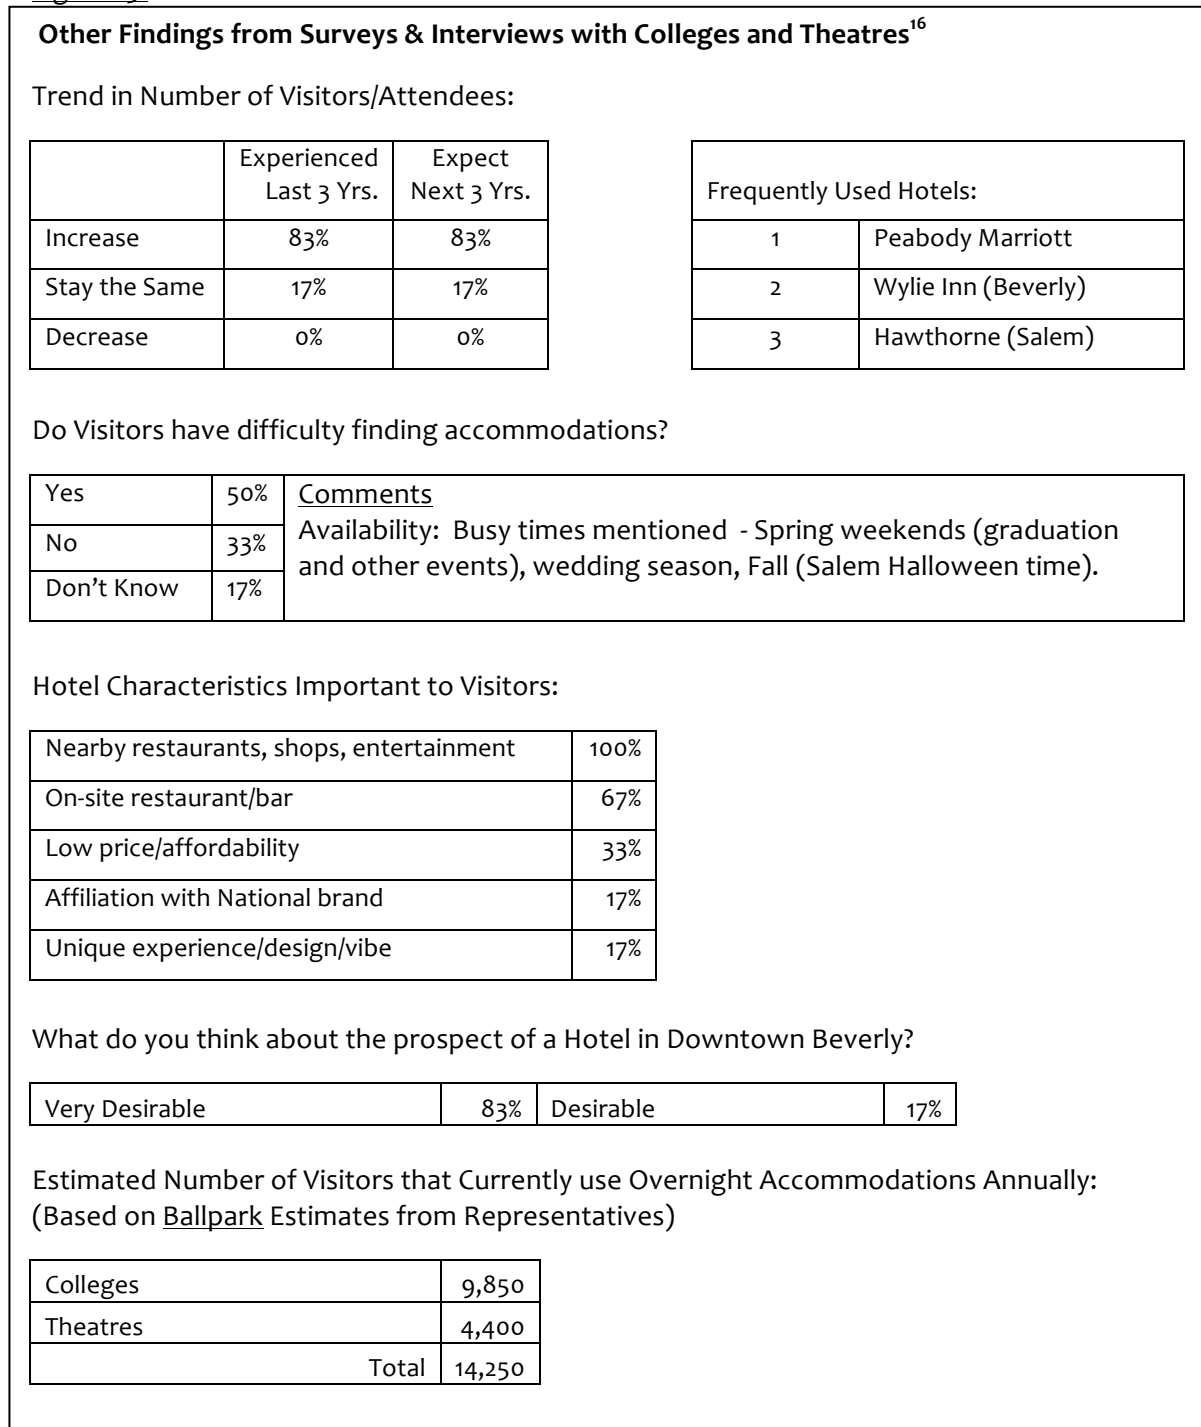 Other Findings from Surveys & Interviews with Colleges and Theatres16
Trend in Number of Visitors/Attendees:
Experienced Last 3 Yrs. Expect Next 3 Yrs.
Increase 83% 83%
Stay the Same 17% 17%
Decrease 0% 0%
Frequently Used Hotels:
1 Peabody Marriott
2 Wylie Inn (Beverly)
3 Hawthorne (Salem)
Do Visitors have difficulty finding accommodations?
Yes 50%
No 33%
Don't Know 17%
Comments
Availability: Busy times mentioned - Spring weekends (graduation
and other events), wedding season, Fall (Salem Halloween time).
Hotel Characteristics Important to Visitors:
Nearby restaurants, shops, entertainment 100%
On-site restaurant/bar 67%
Low price/affordability 33%
Affiliation with National brand 17%
Unique experience/design/vibe 17%
What do you think about the prospect of a Hotel in Downtown Beverly?
Very Desirable 83% Desirable 17%
Estimated Number of Visitors that Currently use Overnight Accommodations Annually:
(Based on Ballpark Estimates from Representatives)
Colleges 9,850
Theatres 4,400
Total 14,250